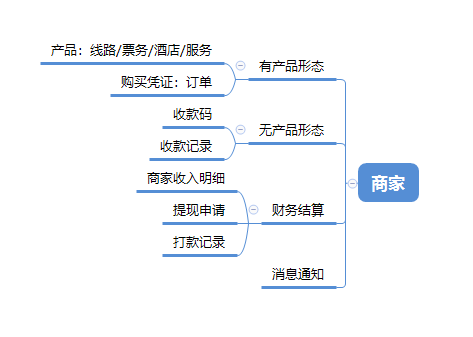 产品：线路/票务/酒店/服务
有产品形态
购买凭证：订单
收款码
无产品形态
收款记录
商家收入明细
商家
提现申请
财务结算
打款记录
消息通知